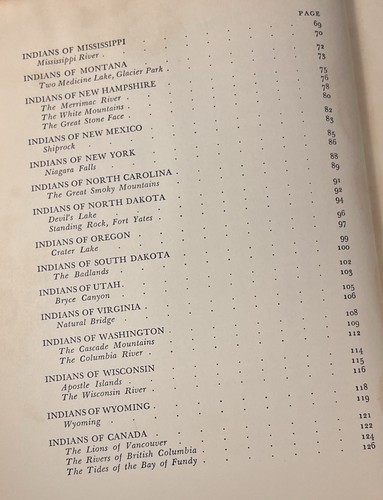 PAGE
INDIANS OF MISSISSIPPI . . . . . . 69
Mississippi River . . . . . . 70
INDIANS OF MONTANA . . . . . . 72
Two Medicine Lake, Glacier Park . . . . . . 73
INDIANS OF NEW HAMPSHIRE . . . . . . 75
The Merrimac River . . . . . . 76
The White Mountains . . . . . . 78
The Great Stone Face . . . . . . 80
INDIANS OF NEW MEXICO . . . . . . 82
Shiprock . . . . . . 83
INDIANS OF NEW YORK . . . . . . 85
Niagara Falls . . . . . . 86
INDIANS OF NORTH CAROLINA . . . . . . 88
The Great Smoky Mountains . . . . . . 89
INDIANS OF NORTH DAKOTA . . . . . . 91
Devil's Lake . . . . . . 92
Standing Rock, Fort Yates . . . . . . 94
INDIANS OF OREGON . . . . . . 96
Crater Lake . . . . . . 97
INDIANS OF SOUTH DAKOTA . . . . . . 99
The Badlands . . . . . . 100
INDIANS OF UTAH . . . . . . 102
Bryce Canyon . . . . . . 103
INDIANS OF VIRGINIA . . . . . . 105
Natural Bridge . . . . . . 106
INDIANS OF WASHINGTON . . . . . . 108
The Cascade Mountains . . . . . . 109
The Columbia River . . . . . . 112
INDIANS OF WISCONSIN . . . . . . 114
Apostle Islands . . . . . . 115
The Wisconsin River . . . . . . 116
INDIANS OF WYOMING . . . . . . 118
Wyoming . . . . . . 119
INDIANS OF CANADA . . . . . . 121
The Lions of Vancouver . . . . . . 122
The Rivers of British Columbia . . . . . . 124
The Tides of the Bay of Fundy . . . . . . 126